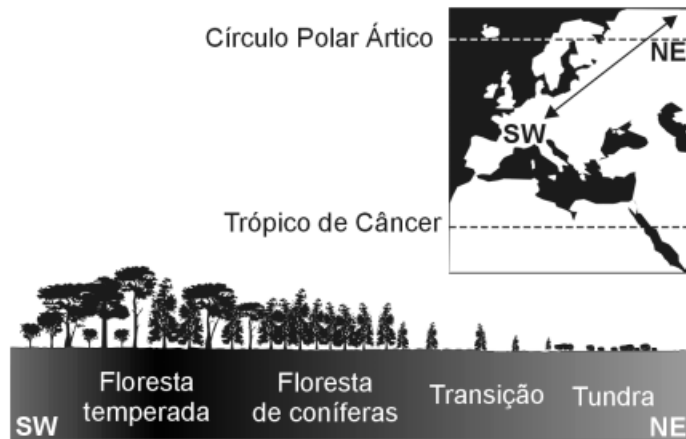 Círculo Polar Ártico
NE
SW
Trópico de Câncer
Floresta
temperada
Floresta
de coníferas
Transição
Tundra
SW
NE